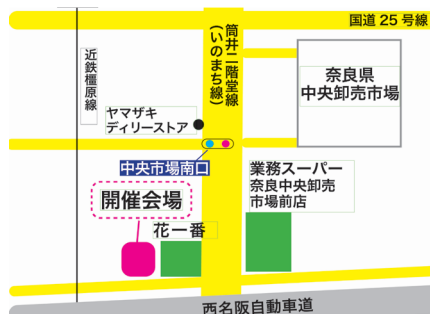 国道25号線
筒井二階堂線
(いのまち線)
近鉄橿原線
奈良県
中央卸売市場
ヤマザキ
ディリーストア
中央市場南口
業務スーパー
奈良中央卸売
市場前店
開催会場
花一番
西名阪自動車道